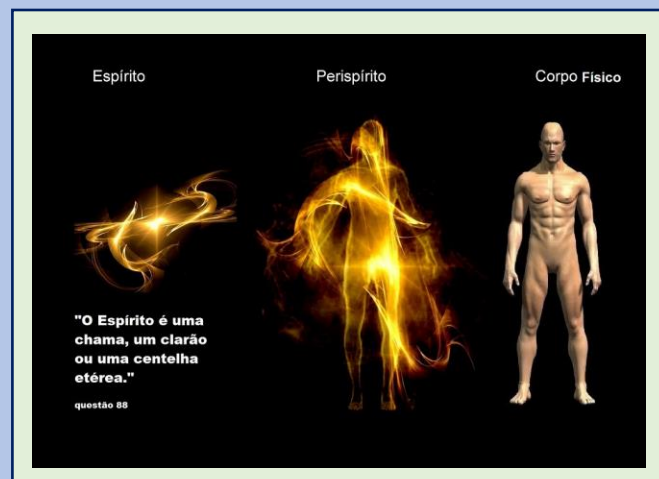 Espírito
Perispírito
Corpo Físico
"O Espírito é uma
chama, um clarão
ou uma centelha
etérea."
questão 88